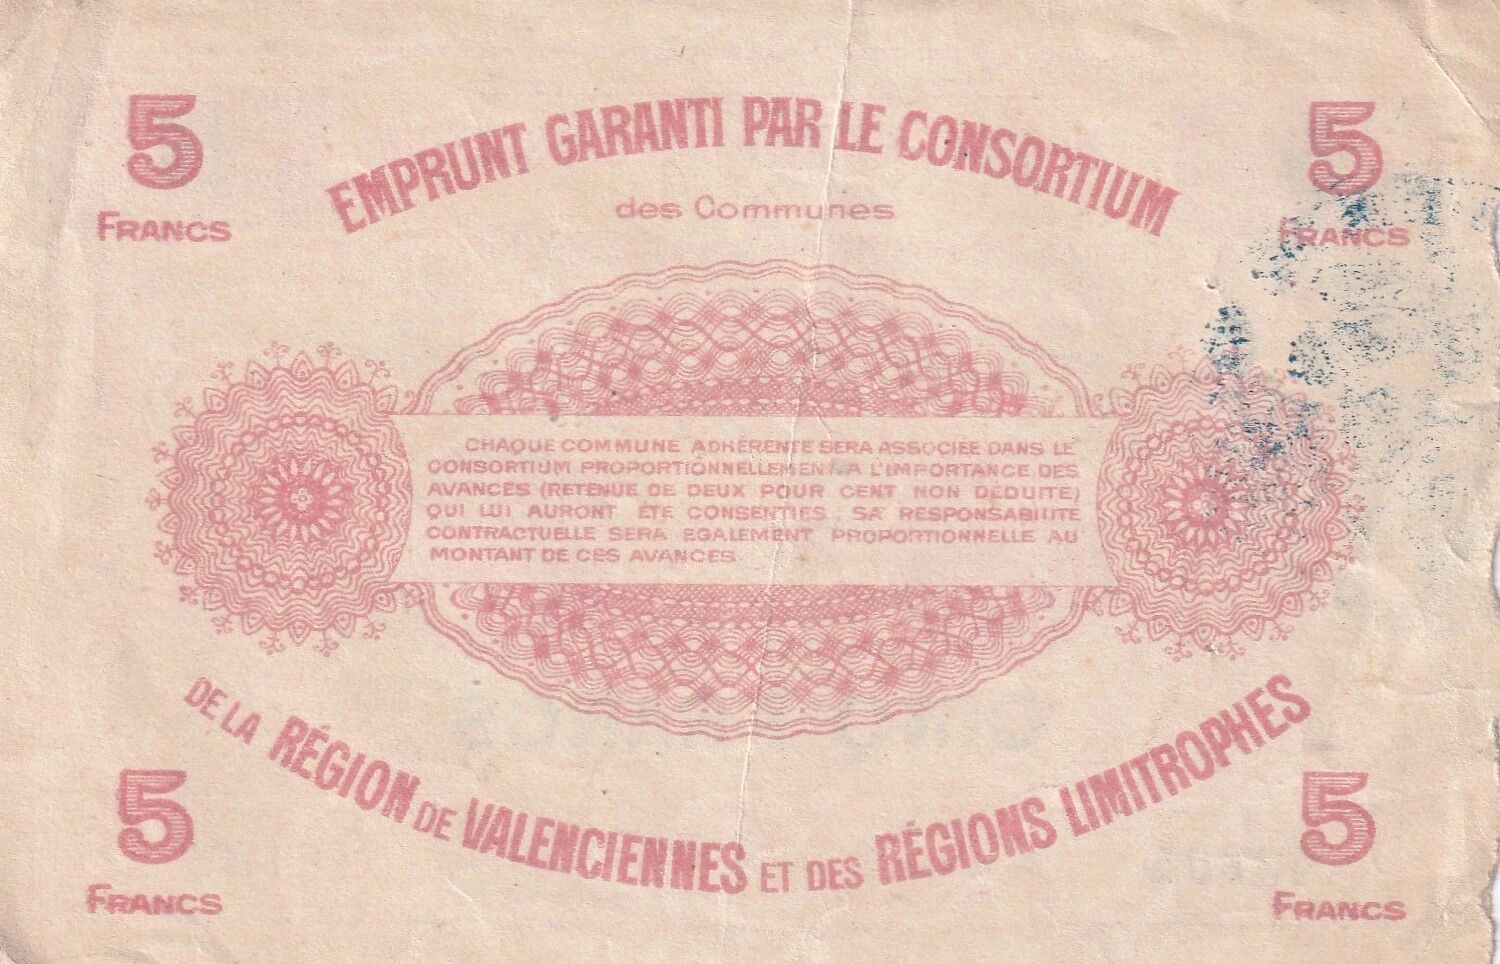 5
FRANCS
EMPRUNT GARANTI PAR LE CONSORTIUM
des Communes
5
FRANCS
CHAQUE COMMUNE ADHÉRENTE SERA ASSOCIÉE DANS LE
CONSORTIUM PROPORTIONNELLEMENT A L'IMPORTANCE DES
AVANCES (RETENUE DE DEUX POUR CENT NON DÉDUITE)
QUI LUI AURONT ÉTÉ CONSENTIES. SA RESPONSABILITÉ
CONTRACTUELLE SERA EGALEMENT PROPORTIONNELLE AU
MONTANT DE CES AVANCES
DE LA RÉGION DE VALENCIENNES ET DES RÉGIONS LIMITROPHES
5
FRANCS
5
FRANCS